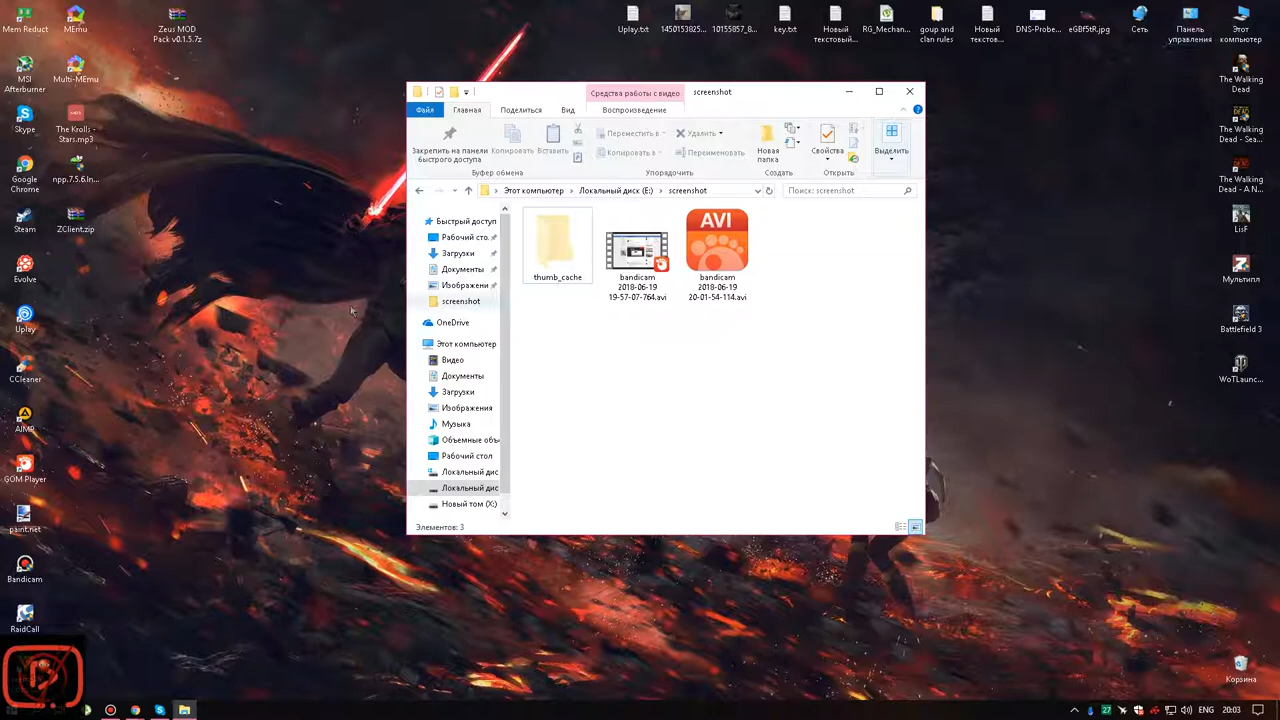 Mem Reduct
MEmu
Zeus MOD
Pack v0.1.5.7z
Uplay.txt
1450153825...
10155857_8...
key.txt
Новый
текстовый...
RG_Mechan...
goup and
clan rules
Новый
текстов...
DNS-Probe...
eGBf5tR.jpg
Сеть
Панель
управления
Этот
компьютер
MSI
Afterburner
Multi-MEmu
Skype
The Krolls -
Stars.mp3
Google
Chrome
npp.7.5.6.In...
ZClient.zip
Evolve
Uplay
CCleaner
AIMP
GOM Player
paint.net
Bandicam
RaidCall
Средства работы с видео
screenshot
Файл
Главная
Поделиться
Вид
Воспроизведение
Закрепить на панели
быстрого доступа
Копировать
Вставить
Переместить в
Копировать в
Удалить
Переименовать
Новая
папка
Свойства
Выделить
Буфер обмена
Упорядочить
Создать
Открыть
Этот компьютер
Локальный диск (E:)
screenshot
Поиск: screenshot
Быстрый доступ
Рабочий сто.
Загрузки
Документы
Изображени
screenshot
OneDrive
Этот компьютер
Видео
Документы
Загрузки
Изображения
Музыка
Объемные объ
Рабочий стол
Локальный дис
Локальный дис
Новый том (X:)
thumb_cache
bandicam
2018-06-19
19-57-07-764.avi
AVI
bandicam
2018-06-19
20-01-54-114.avi
Элементов: 3
The Walking
Dead
The Walking
Dead - Sea...
The Walking
Dead - A N...
LisF
Мультипл
Battlefield 3
WoTLaunc...
Корзина
27
ENG
20:03